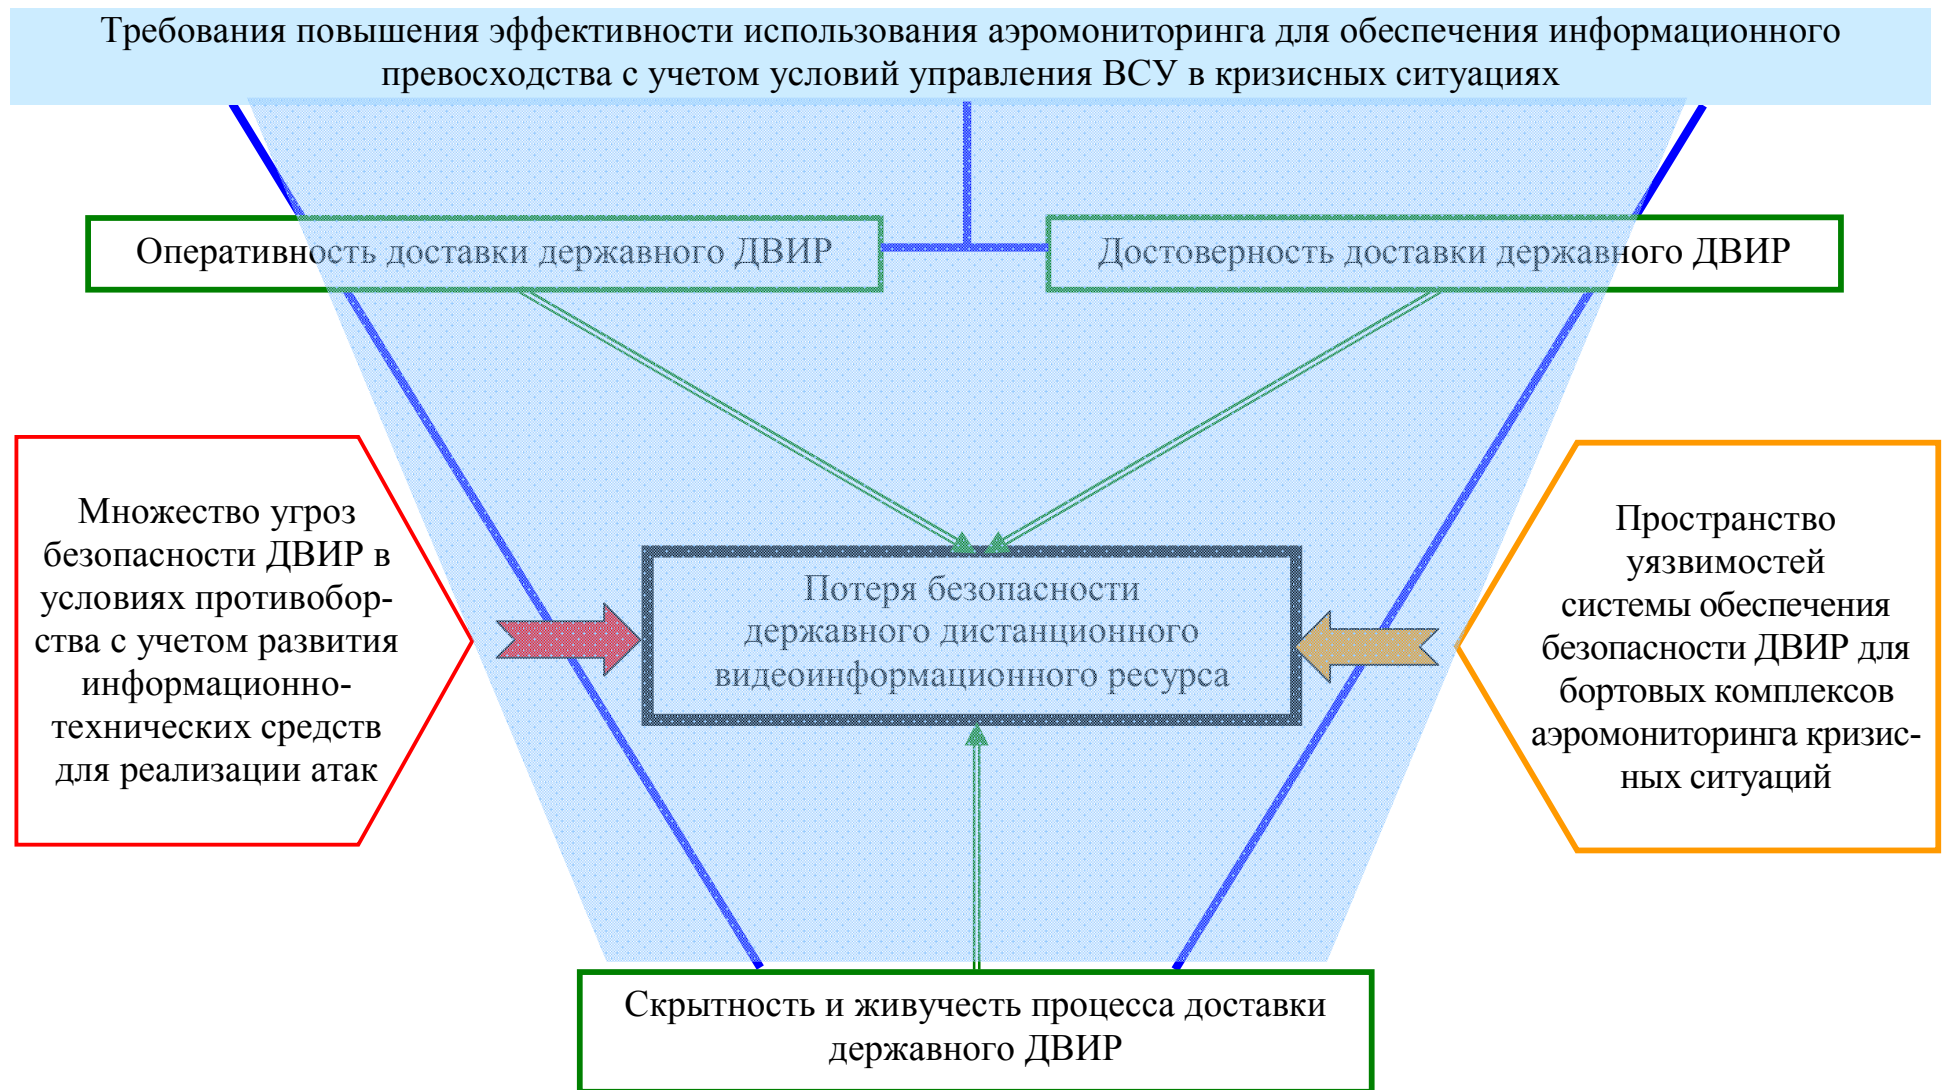 Требования повышения эффективности использования аэромониторинга для обеспечения информационного
превосходства с учетом условий управления ВСУ в кризисных ситуациях
Оперативность доставки державного ДВИР
Достоверность доставки державного ДВИР
Множество угроз
безопасности ДВИР в
условиях противобор-
ства с учетом развития
информационно-
технических средств
для реализации атак
Потеря безопасности
державного дистанционного
видеоинформационного ресурса
Пространство
уязвимостей
системы обеспечения
безопасности ДВИР для
бортовых комплексов
аэромониторинга кризис-
ных ситуаций
Скрытность и живучесть процесса доставки
державного ДВИР